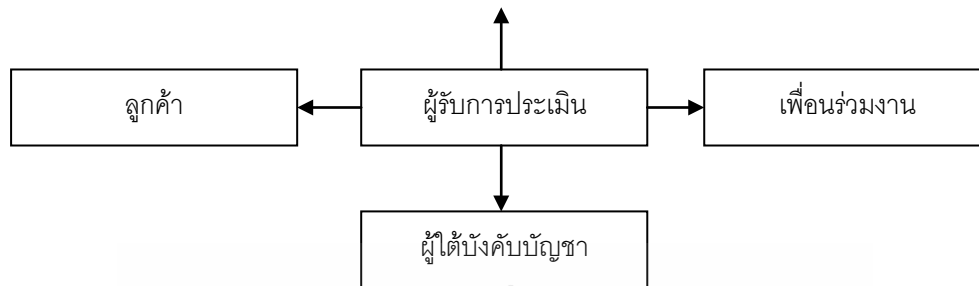 ลูกค้า
ผู้รับการประเมิน
เพื่อนร่วมงาน
ผู้ใต้บังคับบัญชา